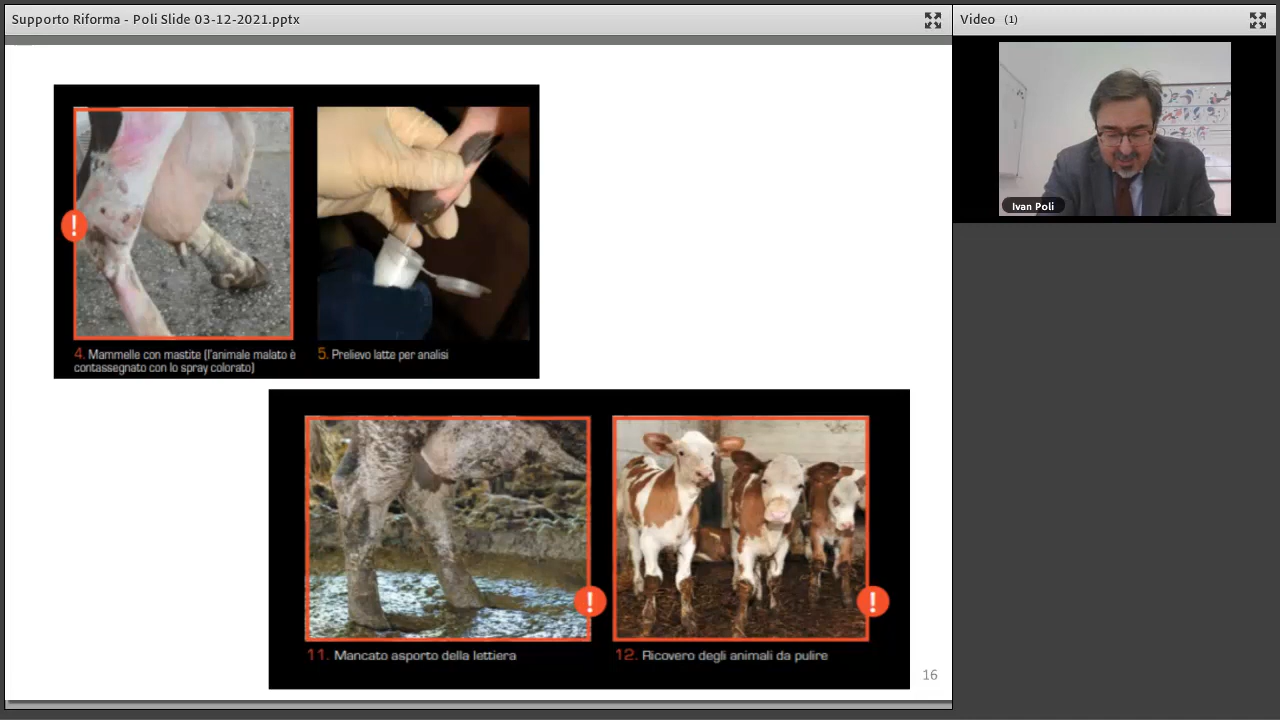 Supporto Riforma - Poli Slide 03-12-2021.pptx
Video (1)
Ivan Poli
!
4. Mammelle con mastite (l'animale malato è
contassegnato con lo spray colorato)
5. Prelievo latte per analisi
!
!
11. Mancato asporto della lettiera
12. Ricovero degli animali da pulire
16